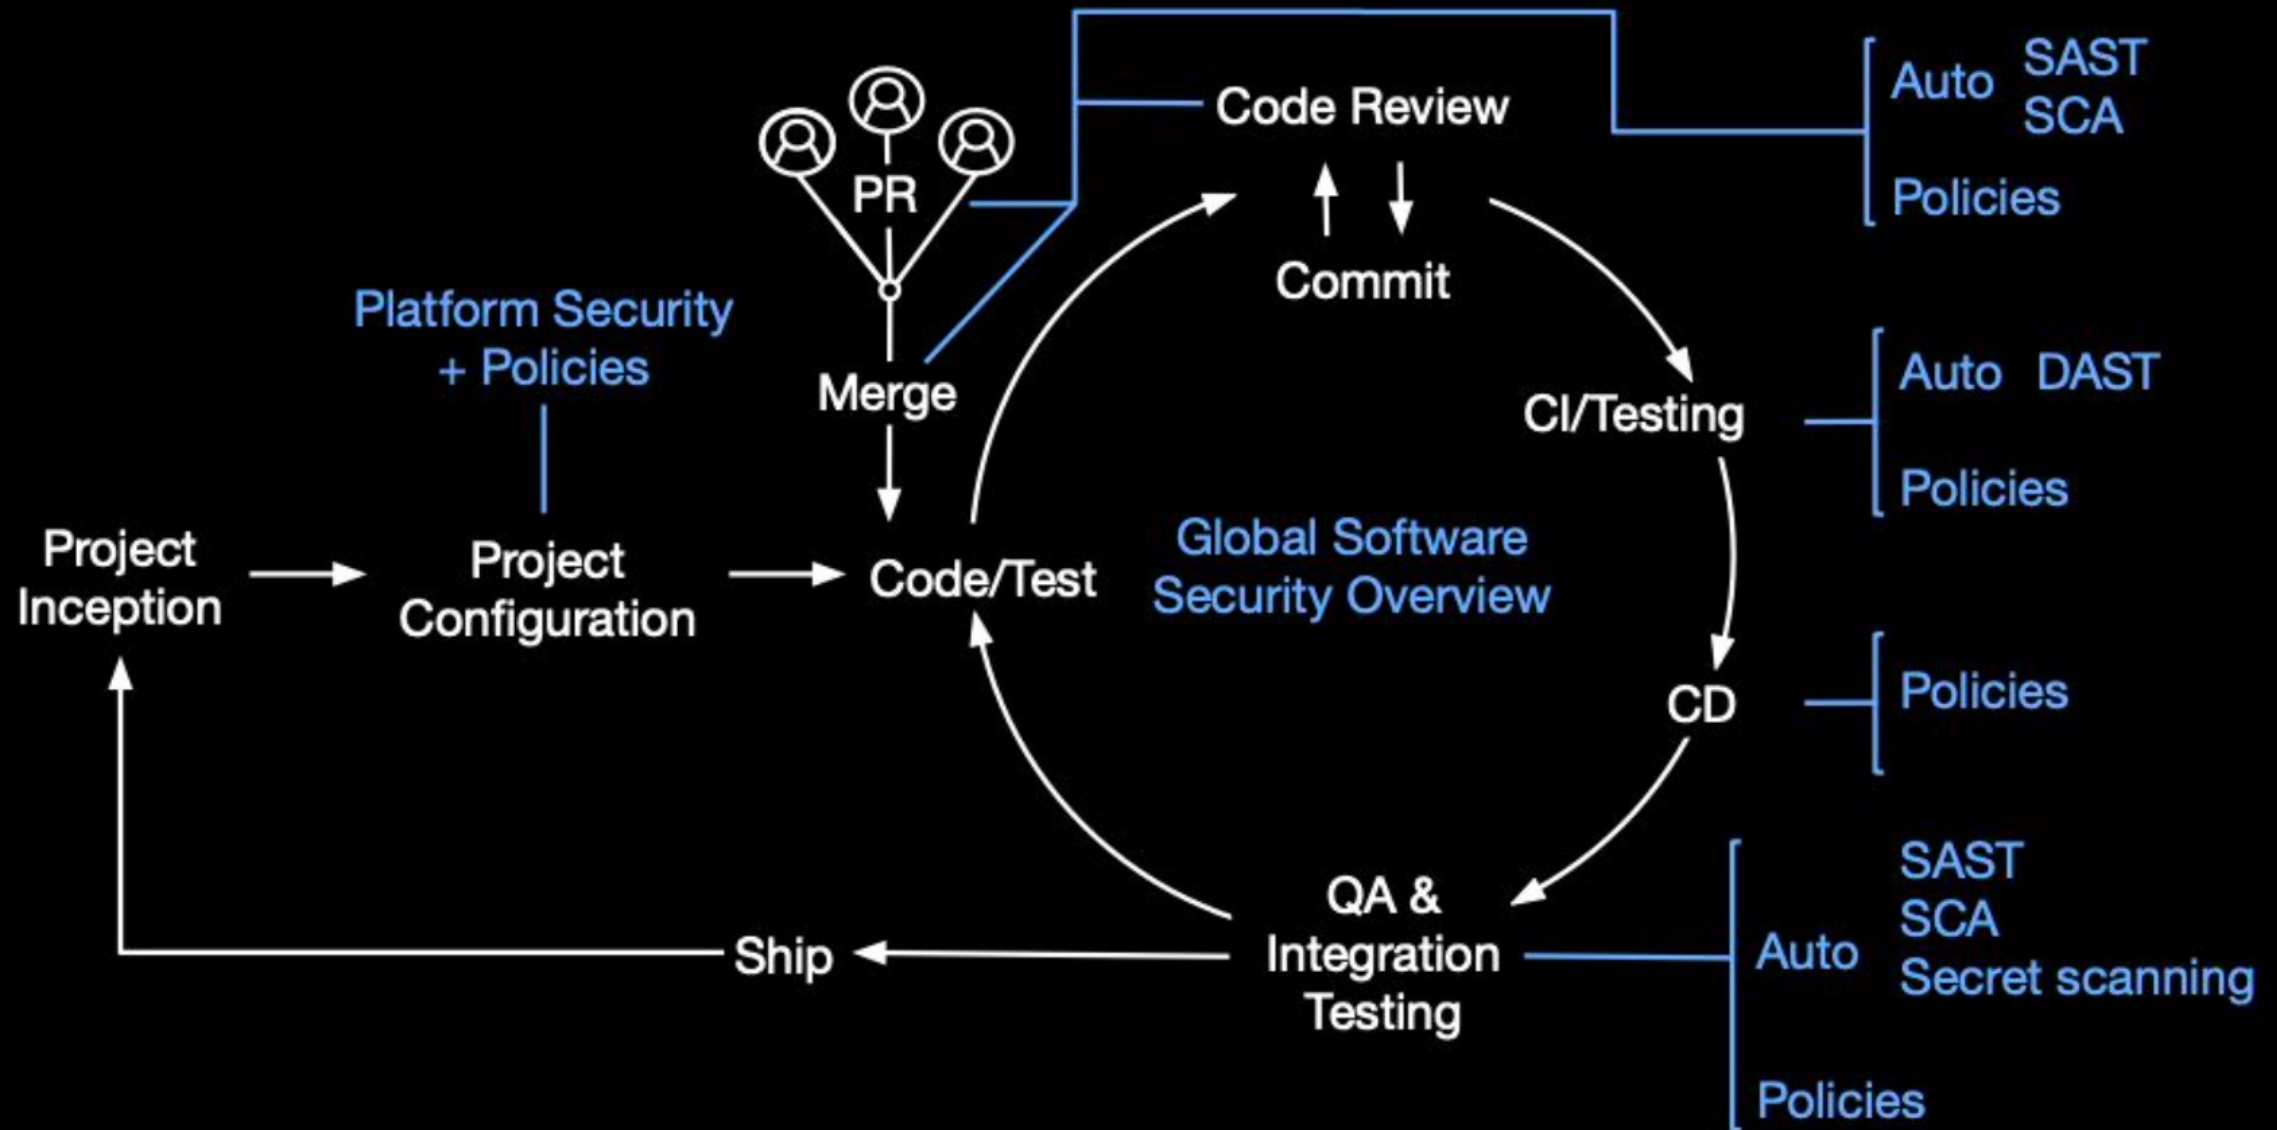 Code Review
Auto
SAST
SCA
Policies
PR
Commit
Platform Security
+ Policies
Merge
CI/Testing
Auto DAST
Policies
Project
Inception
Project
Configuration
Code/Test
Global Software
Security Overview
CD
Policies
Ship
QA &
Integration
Testing
Auto
SAST
SCA
Secret scanning
Policies